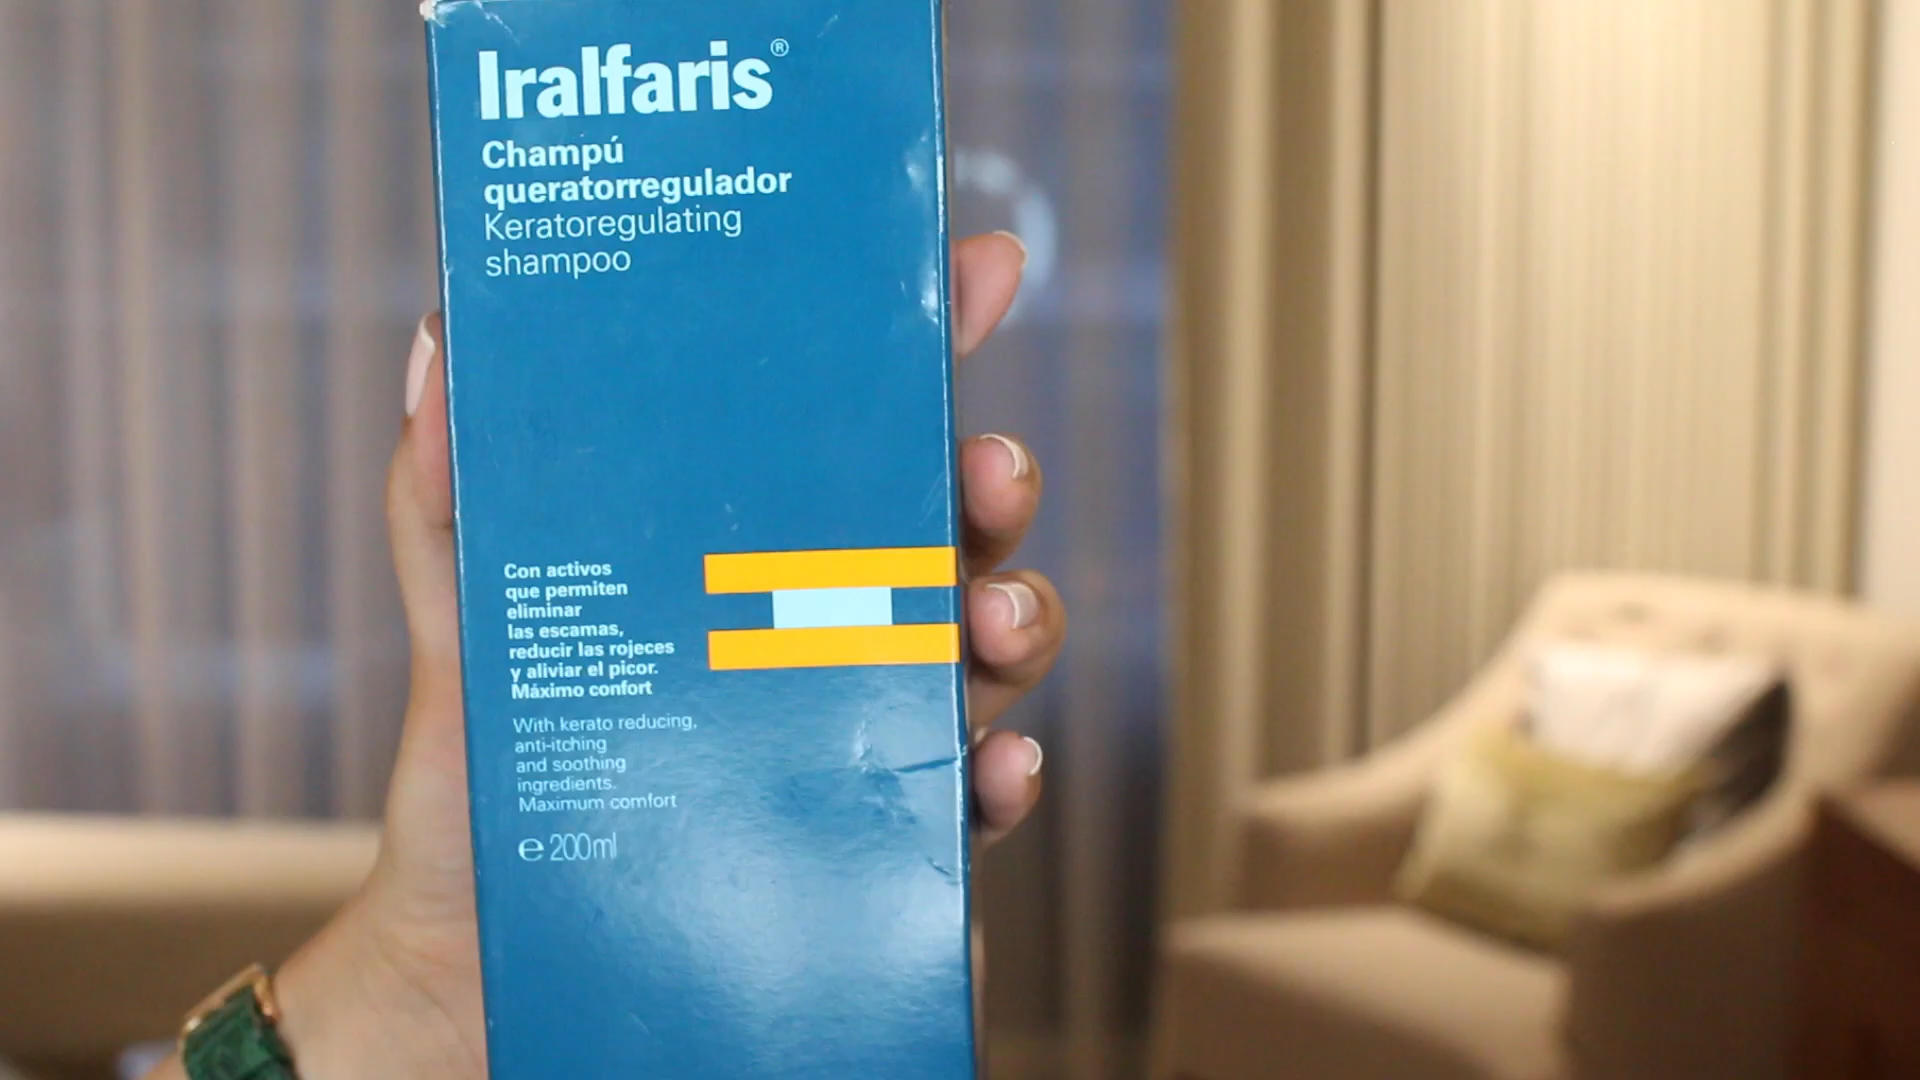 Iralfaris®
Champú
queratorregulador
Keratoregulating
shampoo
Con activos
que permiten
eliminar
las escamas,
reducir las rojeces
y aliviar el picor.
Máximo confort
With kerato reducing,
anti-itching
and soothing
ingredients.
Maximum comfort
℮ 200ml